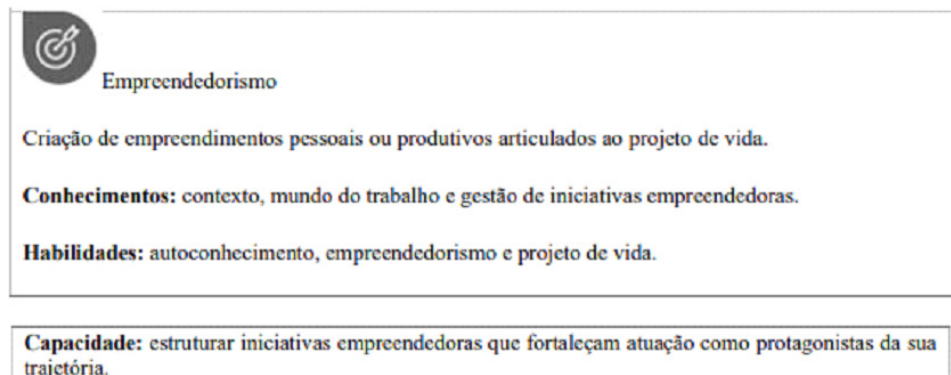 Empreendedorismo
Criação de empreendimentos pessoais ou produtivos articulados ao projeto de vida.
Conhecimentos: contexto, mundo do trabalho e gestão de iniciativas empreendedoras.
Habilidades: autoconhecimento, empreendedorismo e projeto de vida.
Capacidade: estruturar iniciativas empreendedoras que fortaleçam atuação como protagonistas da sua
trajetória.